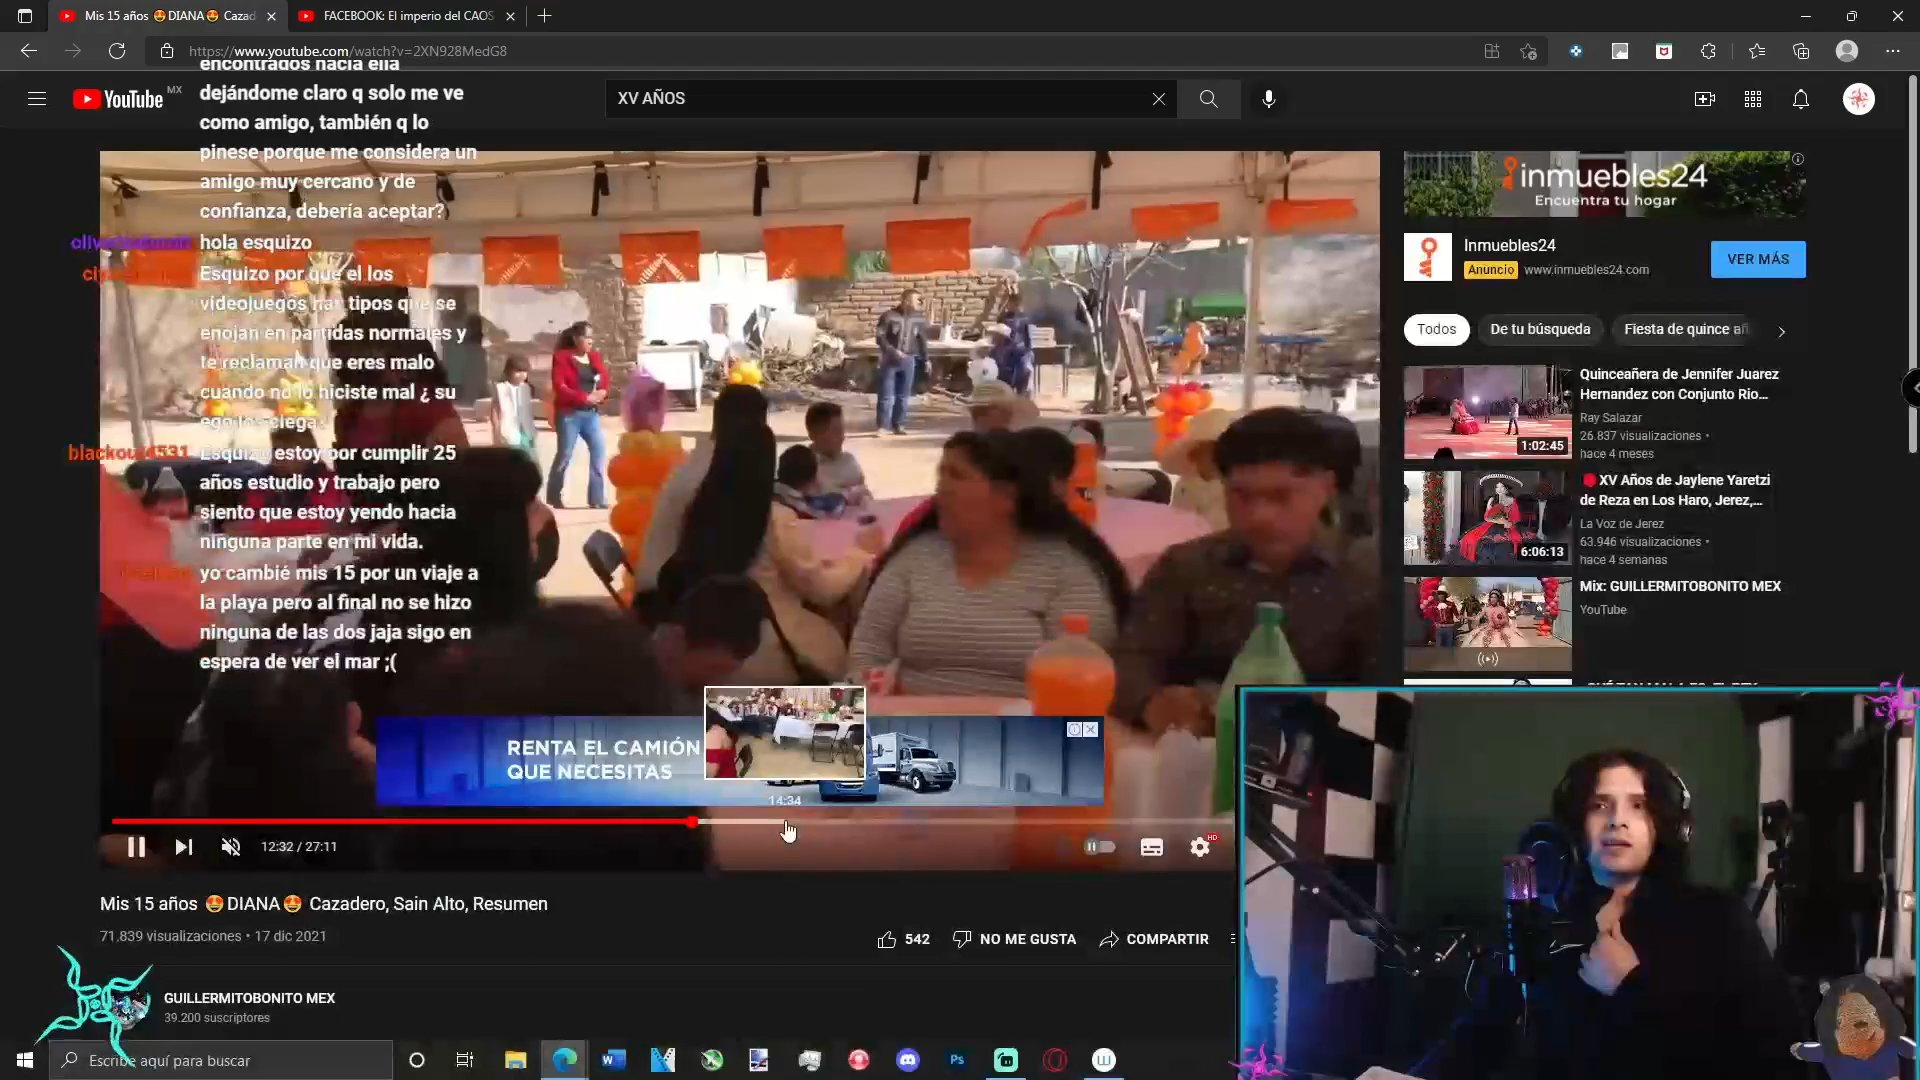 Mis 15 años 🤩DIANA🤩 Cazad
FACEBOOK: El imperio del CAOS
https://www.youtube.com/watch?v=2XN928MedG8
YouTube MX
XV AÑOS
encontrados hacia ella
dejándome claro q solo me ve
como amigo, también q lo
pinese porque me considera un
amigo muy cercano y de
confianza, debería aceptar?
hola esquizo
Esquizo por que el los
videojuegos hay tipos que se
enojan en partidas normales y
te reclaman que eres malo
cuando no lo hiciste mal ¿ su
blackout4531 Esquizo estoy por cumplir 25
años estudio y trabajo pero
siento que estoy yendo hacia
ninguna parte en mi vida.
yo cambié mis 15 por un viaje a
la playa pero al final no se hizo
ninguna de las dos jaja sigo en
espera de ver el mar ;(
RENTA EL CAMIÓN
QUE NECESITAS
14:34
12:32 / 27:11
HD
Mis 15 años 🤩DIANA🤩 Cazadero, Sain Alto, Resumen
71,839 visualizaciones • 17 dic 2021
542
NO ME GUSTA
COMPARTIR
GUILLERMITOBONITO MEX
39.200 suscriptores
inmuebles24
Encuentra tu hogar
Inmuebles24
Anuncio www.inmuebles24.com
VER MÁS
Todos
De tu búsqueda
Fiesta de quince añ
Quinceañera de Jennifer Juarez
Hernandez con Conjunto Rio...
Ray Salazar
26.837 visualizaciones •
hace 4 meses
1:02:45
🔴XV Años de Jaylene Yaretzi
de Reza en Los Haro, Jerez,...
La Voz de Jerez
63.946 visualizaciones •
hace 4 semanas
6:06:13
Mix: GUILLERMITOBONITO MEX
YouTube
Escribe aquí para buscar
W
Ps